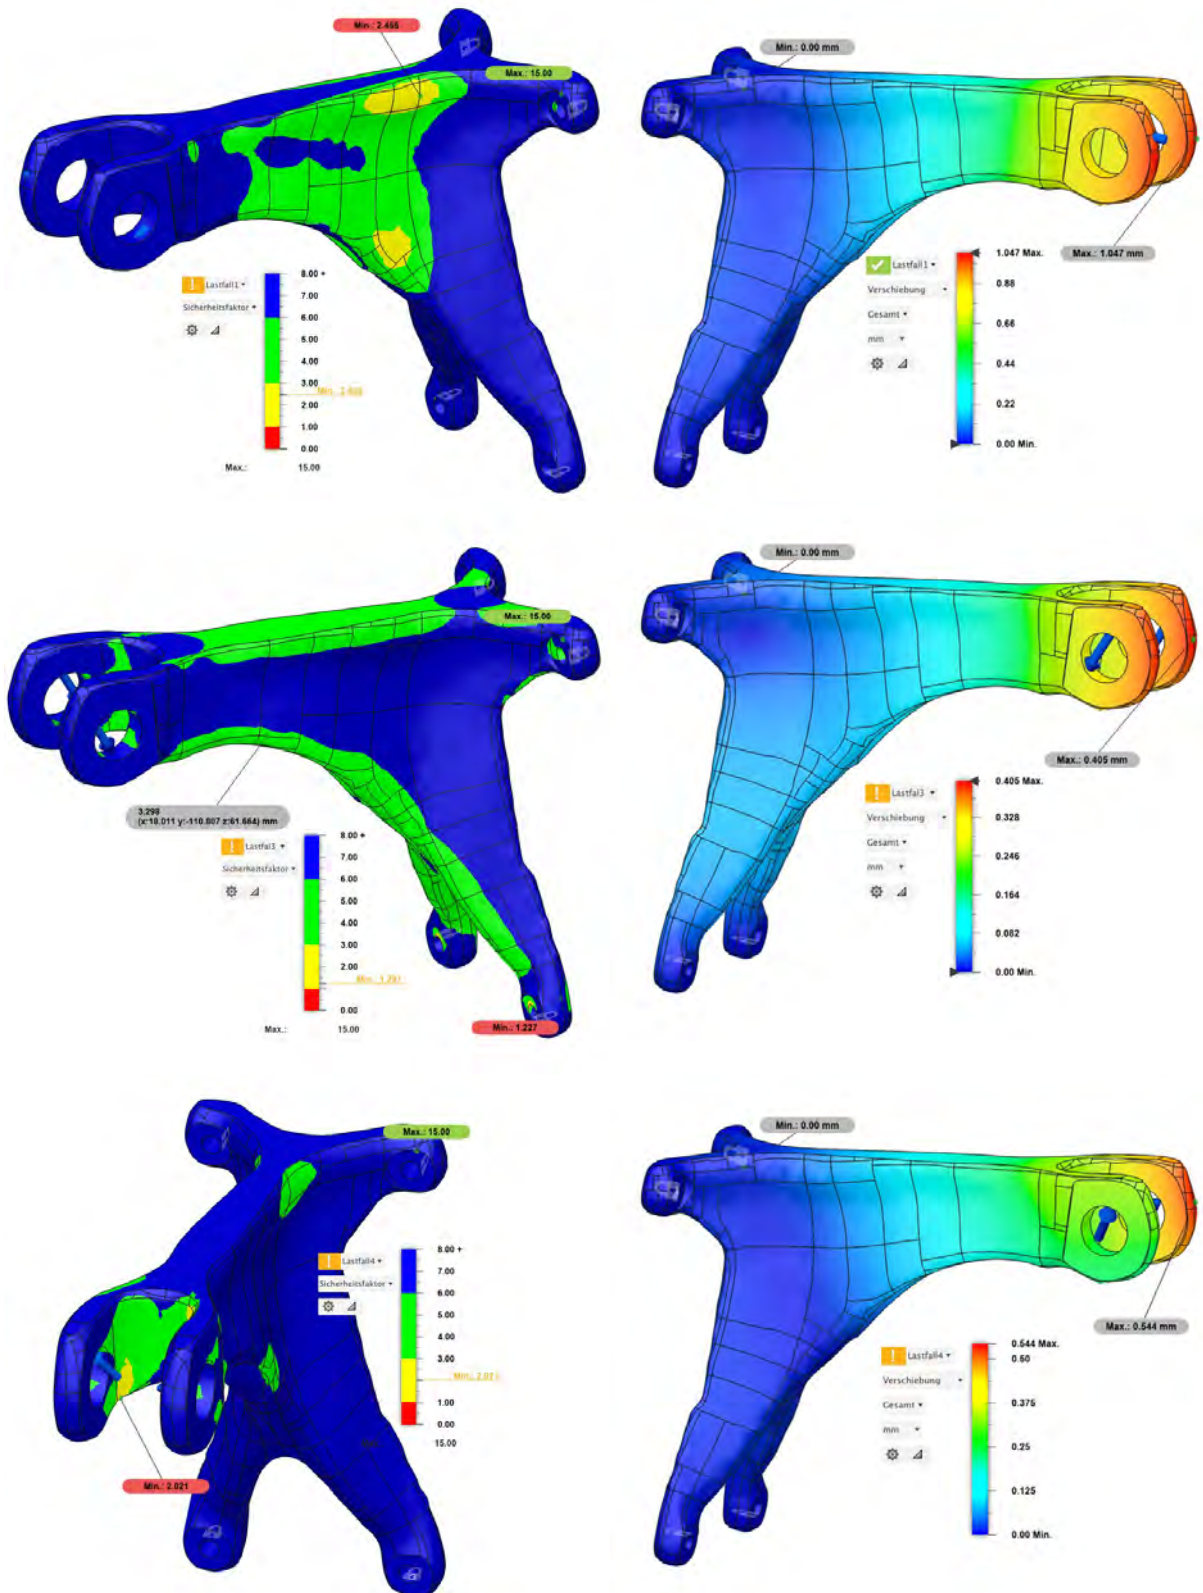 Min.: 2.455
Max.: 15.00
Lastfall1
Sicherheitsfaktor
8.00 +
7.00
6.00
5.00
4.00
3.00
2.00
1.00
0.00
Max.: 15.00
Min.: 0.00 mm
Max.: 1.047 mm
Lastfall1
Verschiebung
Gesamt
mm
1.047 Max.
0.88
0.66
0.44
0.22
0.00 Min.
Max.: 15.00
3.299
(x:18.011 y:-110.807 z:61.664) mm
Lastfal3
Sicherheitsfaktor
8.00 +
7.00
6.00
5.00
4.00
3.00
2.00
0.00
Max.: 15.00
Min.: 1.227
Min.: 0.00 mm
Max.: 0.405 mm
Lastfal3
Verschiebung
Gesamt
mm
0.405 Max.
0.328
0.246
0.164
0.082
0.00 Min.
Max.: 15.00
Lastfall4
Sicherheitsfaktor
8.00 +
7.00
6.00
5.00
4.00
3.00
1.00
0.00
15.00
Min.: 2.021
Min.: 0.00 mm
Max.: 0.544 mm
Lastfall4
Verschiebung
Gesamt
mm
0.544 Max.
0.50
0.375
0.25
0.125
0.00 Min.